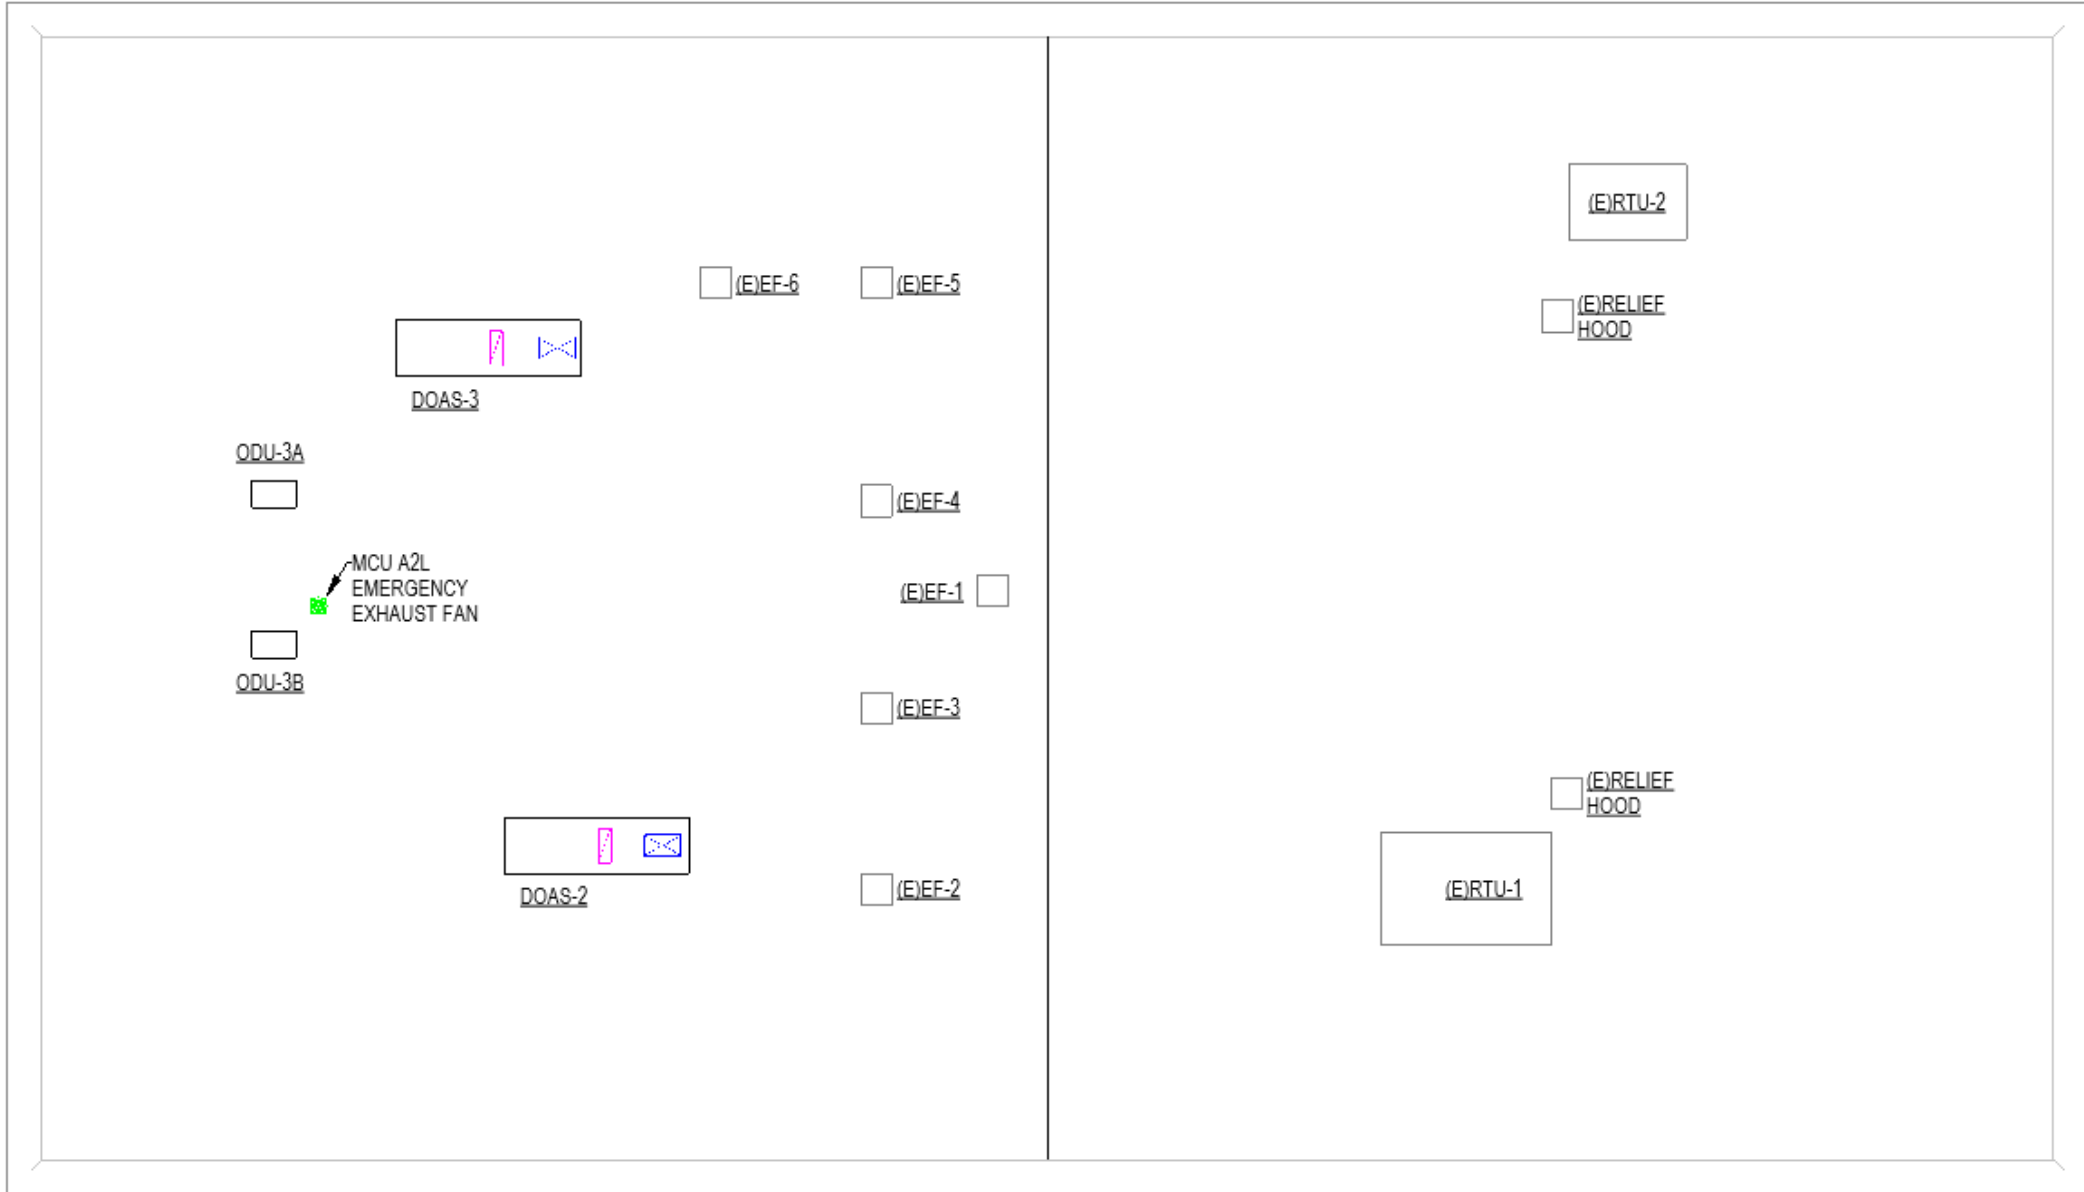 (E)RTU-2
(E)EF-6
(E)EF-5
(E)RELIEF
HOOD
DOAS-3
ODU-3A
(E)EF-4
MCU A2L
EMERGENCY
EXHAUST FAN
(E)EF-1
ODU-3B
(E)EF-3
(E)RELIEF
HOOD
DOAS-2
(E)EF-2
(E)RTU-1